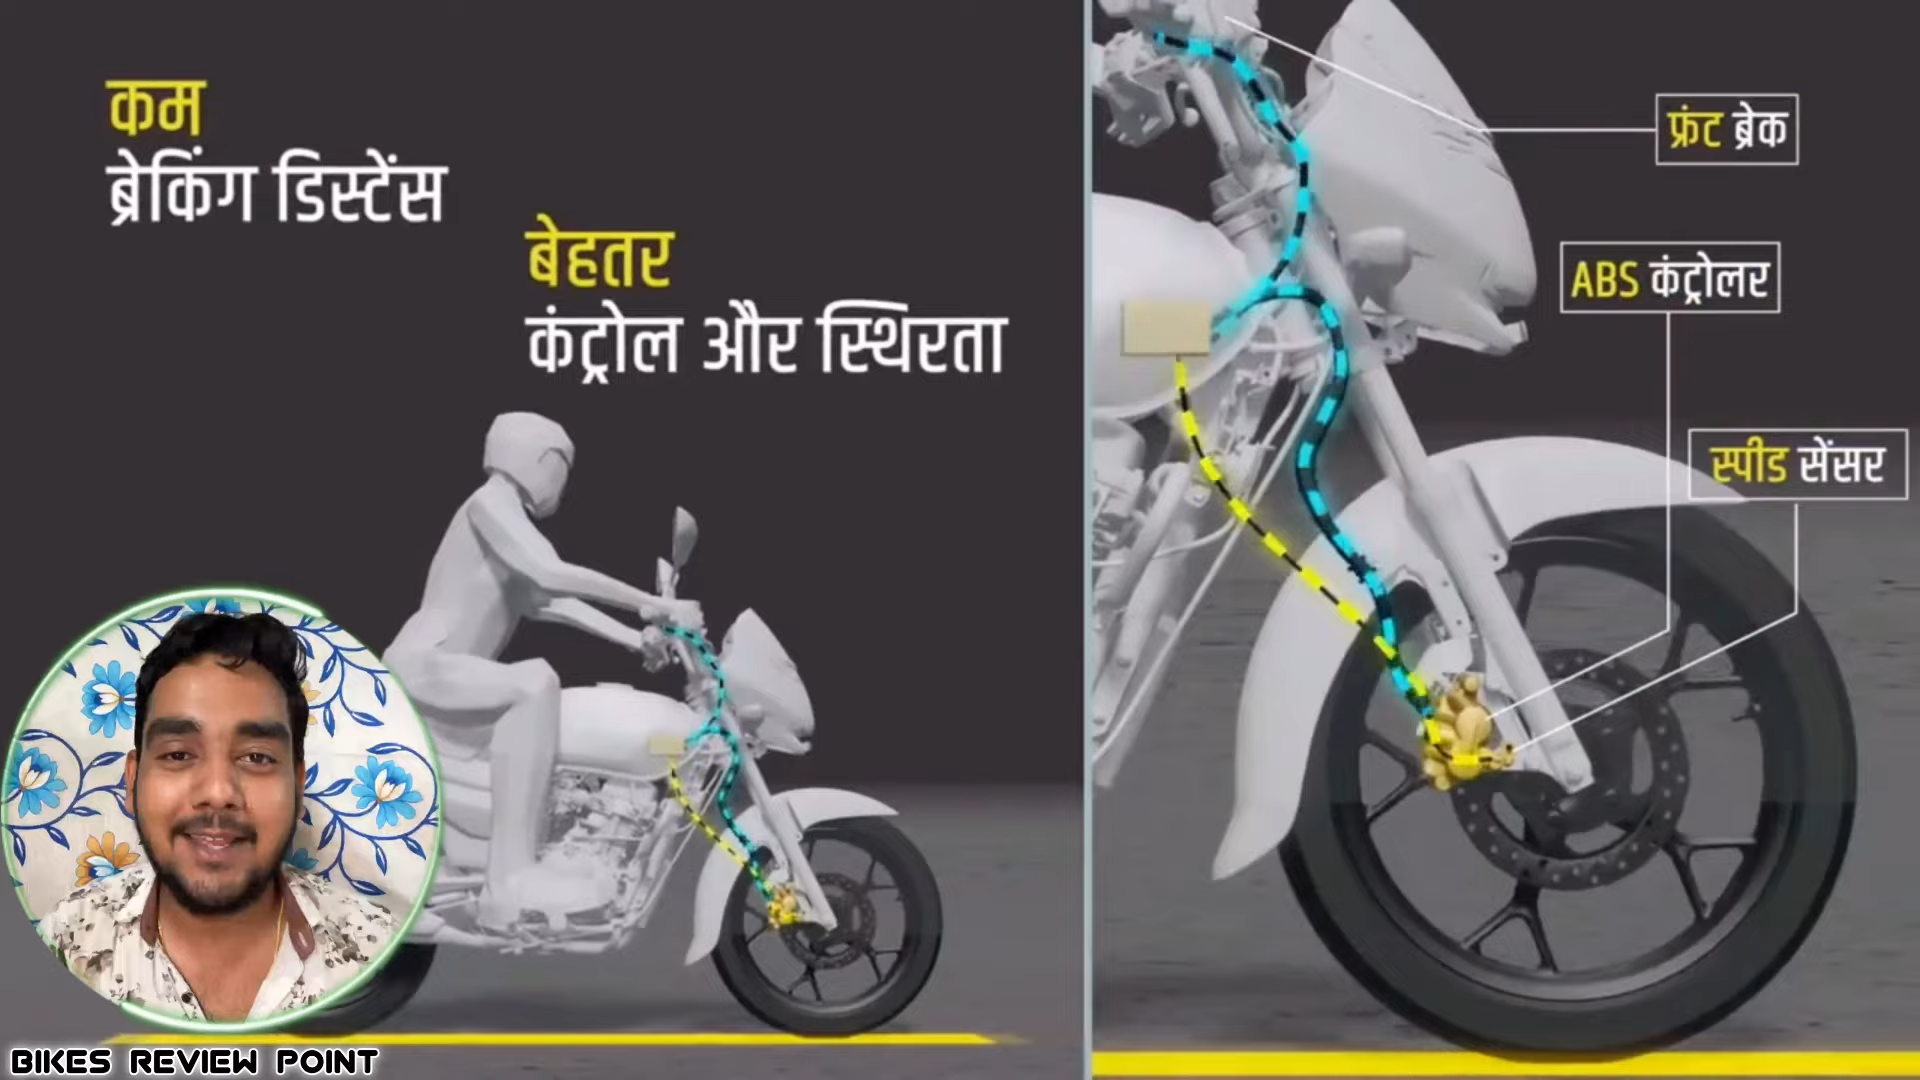 कम
ब्रेकिंग डिस्टेंस
बेहतर
कंट्रोल और स्थिरता
फ्रंट ब्रेक
ABS कंट्रोलर
स्पीड सेंसर
BIKES REVIEW POINT